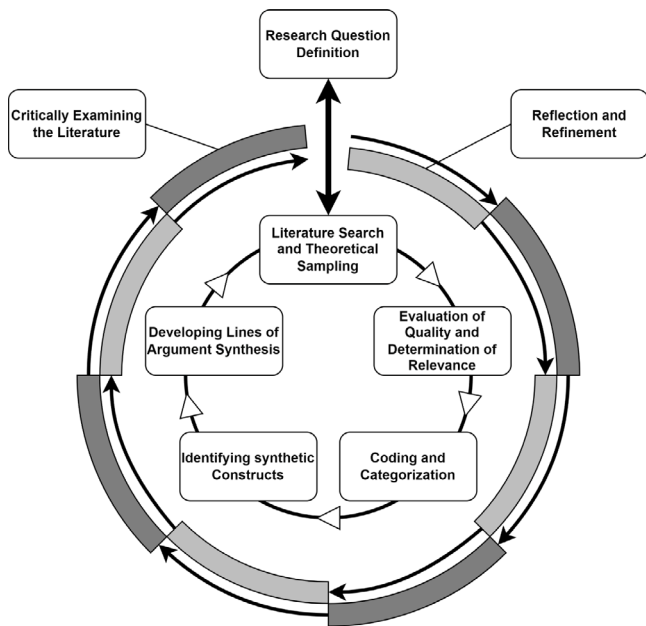 Research Question
Definition
Critically Examining
the Literature
Reflection and
Refinement
Literature Search
and Theoretical
Sampling
Developing Lines of
Argument Synthesis
Evaluation of
Quality and
Determination of
Relevance
Identifying synthetic
Constructs
Coding and
Categorization